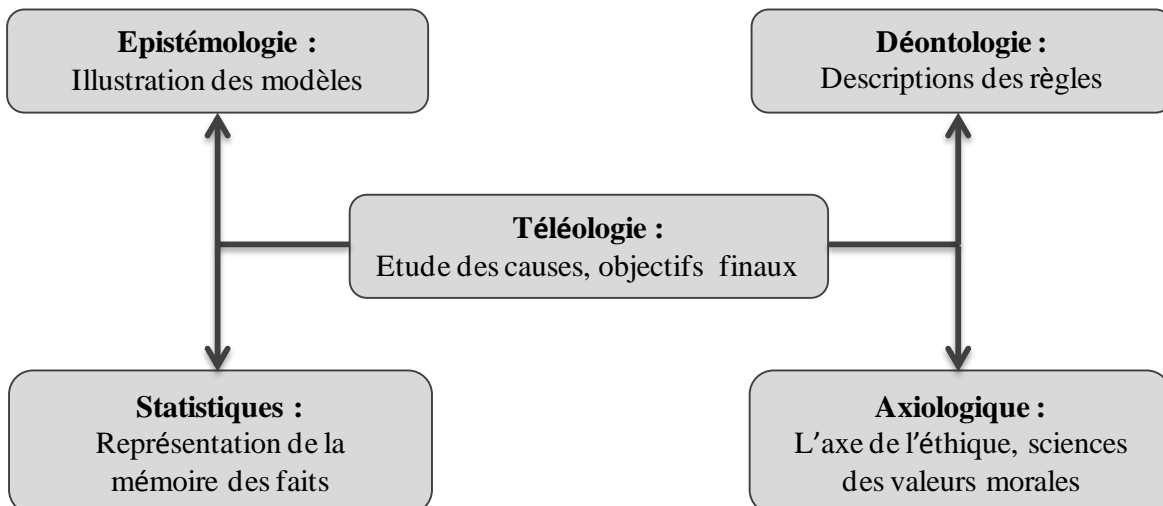 Epistémologie :
Illustration des modèles
Déontologie :
Descriptions des règles
Téléologie :
Etude des causes, objectifs finaux
Statistiques :
Représentation de la
mémoire des faits
Axiologique :
L'axe de l'éthique, sciences
des valeurs morales